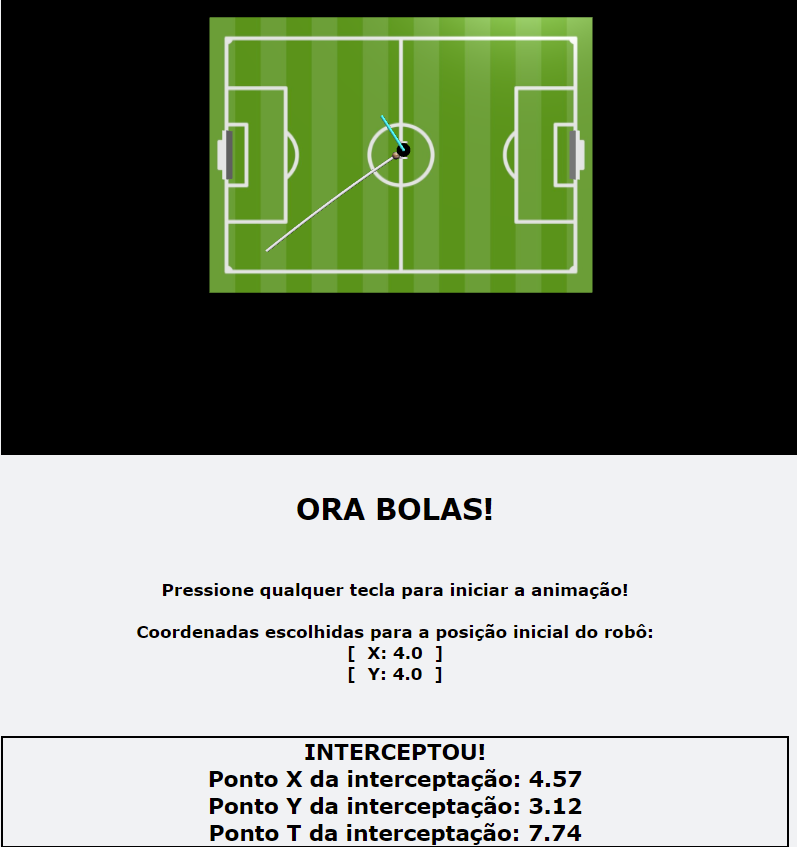 ORA BOLAS!
Pressione qualquer tecla para iniciar a animação!
Coordenadas escolhidas para a posição inicial do robô:
[ X: 4.0 ]
[ Y: 4.0 ]
INTERCEPTOU!
Ponto X da interceptação: 4.57
Ponto Y da interceptação: 3.12
Ponto T da interceptação: 7.74